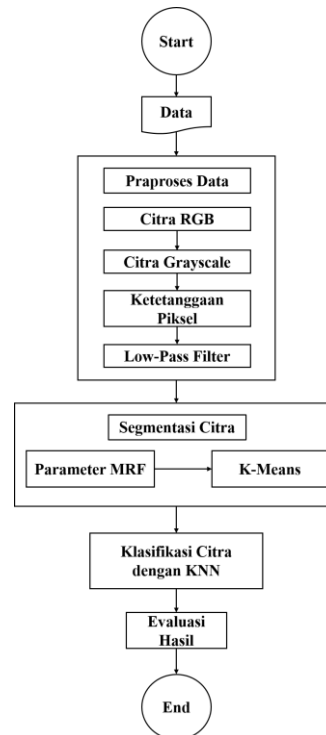 Start
Data
Praproses Data
Citra RGB
Citra Grayscale
Ketetanggaan
Piksel
Low-Pass Filter
Segmentasi Citra
Parameter MRF
K-Means
Klasifikasi Citra
dengan KNN
Evaluasi
Hasil
End